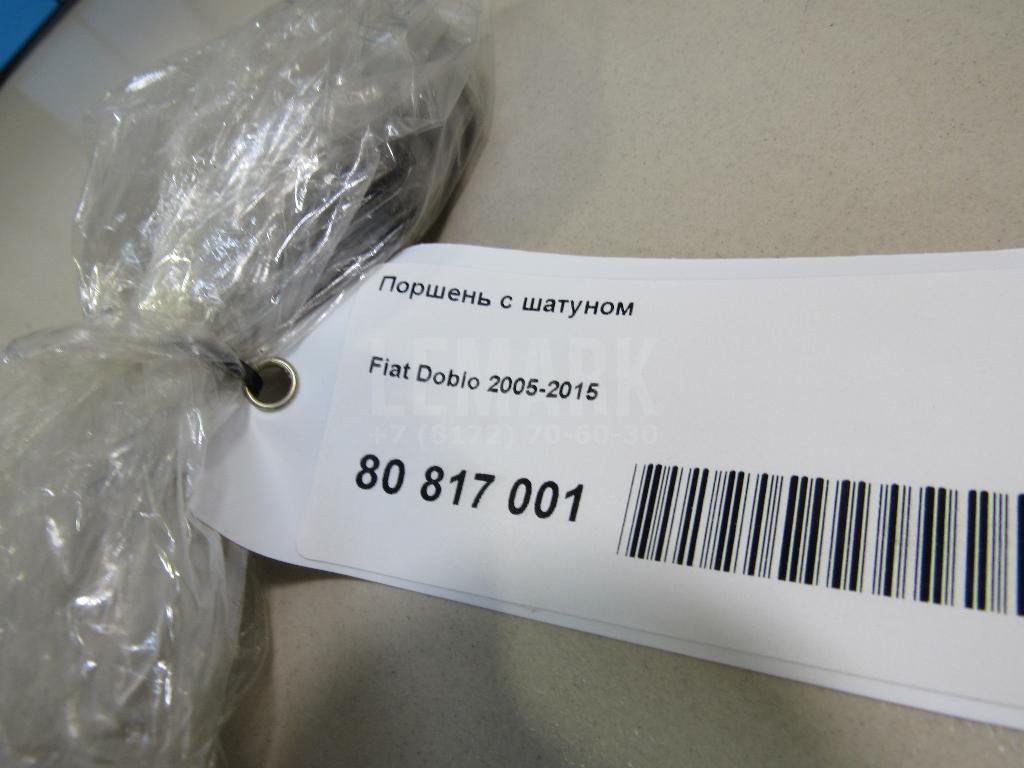 Поршень с шатуном
Fiat Doblo 2005-2015
LEMARK
+7 (8172) 70-60-30
80 817 001